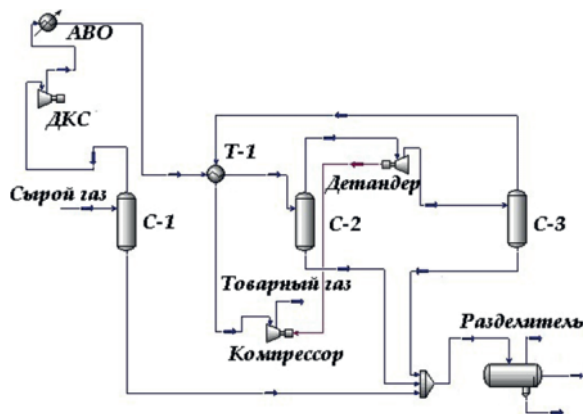 АВО
ДКС
Т-1
Детандер
Сырой газ
С-1
С-2
С-3
Товарный газ
Разделитель
Компрессор